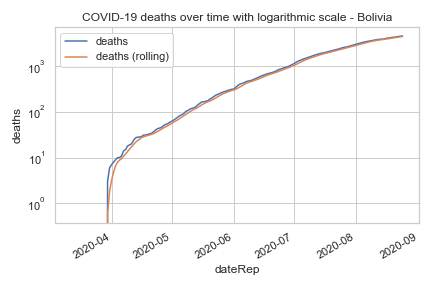 COVID-19 deaths over time with logarithmic scale - Bolivia
deaths
deaths (rolling)
10³
10²
10¹
10⁰
deaths
2020-04
2020-05
2020-06
2020-07
2020-08
2020-09
dateRep